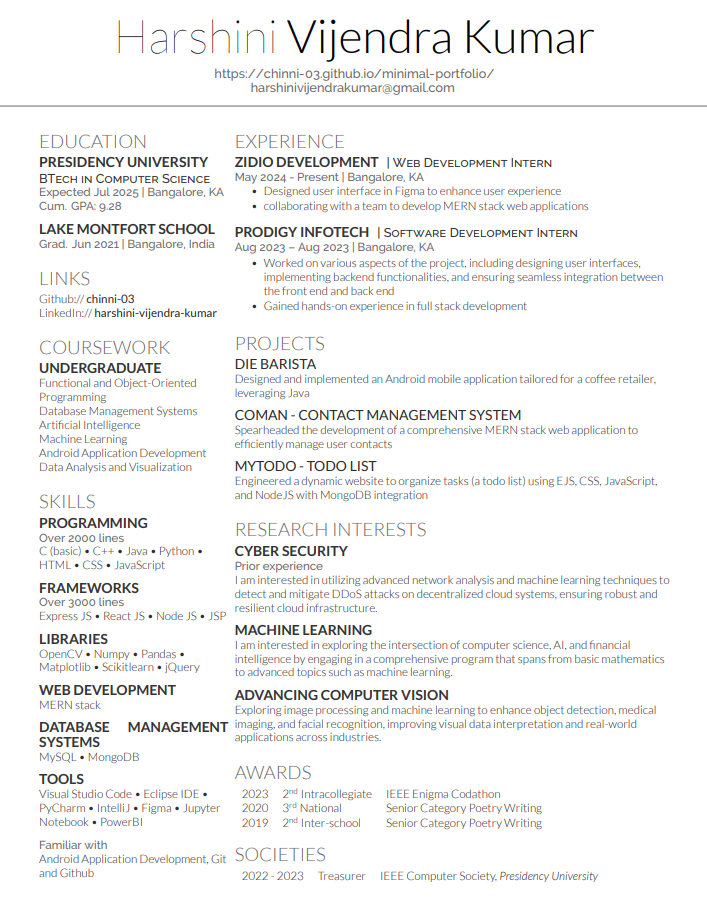 Harshini Vijendra Kumar
https://chinni-03.github.io/minimal-portfolio/
harshinivijendrakumar@gmail.com
EDUCATION
PRESIDENCY UNIVERSITY
BTech in Computer Science
Expected Jul 2025 | Bangalore, KA
Cum. GPA: 9.28
LAKE MONTFORT SCHOOL
Grad. Jun 2021 | Bangalore, India
LINKS
Github:// chinni-03
LinkedIn:// harshini-vijendra-kumar
COURSEWORK
UNDERGRADUATE
Functional and Object-Oriented
Programming
Database Management Systems
Artificial Intelligence
Machine Learning
Android Application Development
Data Analysis and Visualization
SKILLS
PROGRAMMING
Over 2000 lines
C (basic) • C++ • Java • Python •
HTML • CSS • JavaScript
FRAMEWORKS
Over 3000 lines
Express JS • React JS • Node JS • JSP
LIBRARIES
OpenCV • Numpy • Pandas •
Matplotlib • Scikitlearn • jQuery
WEB DEVELOPMENT
MERN stack
DATABASE MANAGEMENT
SYSTEMS
MySQL • MongoDB
TOOLS
Visual Studio Code • Eclipse IDE •
PyCharm • IntelliJ • Figma • Jupyter
Notebook • PowerBI
Familiar with
Android Application Development, Git
and Github
EXPERIENCE
ZIDIO DEVELOPMENT | Web Development Intern
May 2024 - Present | Bangalore, KA
• Designed user interface in Figma to enhance user experience
• collaborating with a team to develop MERN stack web applications
PRODIGY INFOTECH | Software Development Intern
Aug 2023 – Aug 2023 | Bangalore, KA
• Worked on various aspects of the project, including designing user interfaces,
implementing backend functionalities, and ensuring seamless integration between
the front end and back end
• Gained hands-on experience in full stack development
PROJECTS
DIE BARISTA
Designed and implemented an Android mobile application tailored for a coffee retailer,
leveraging Java
COMAN - CONTACT MANAGEMENT SYSTEM
Spearheaded the development of a comprehensive MERN stack web application to
efficiently manage user contacts
MYTODO - TODO LIST
Engineered a dynamic website to organize tasks (a todo list) using EJS, CSS, JavaScript,
and NodeJS with MongoDB integration
RESEARCH INTERESTS
CYBER SECURITY
Prior experience
I am interested in utilizing advanced network analysis and machine learning techniques to
detect and mitigate DDoS attacks on decentralized cloud systems, ensuring robust and
resilient cloud infrastructure.
MACHINE LEARNING
I am interested in exploring the intersection of computer science, AI, and financial
intelligence by engaging in a comprehensive program that spans from basic mathematics
to advanced topics such as machine learning.
ADVANCING COMPUTER VISION
Exploring image processing and machine learning to enhance object detection, medical
imaging, and facial recognition, improving visual data interpretation and real-world
applications across industries.
AWARDS
2023 2nd Intracollegiate IEEE Enigma Codathon
2020 3rd National Senior Category Poetry Writing
2019 2nd Inter-school Senior Category Poetry Writing
SOCIETIES
2022 - 2023 Treasurer IEEE Computer Society, Presidency University